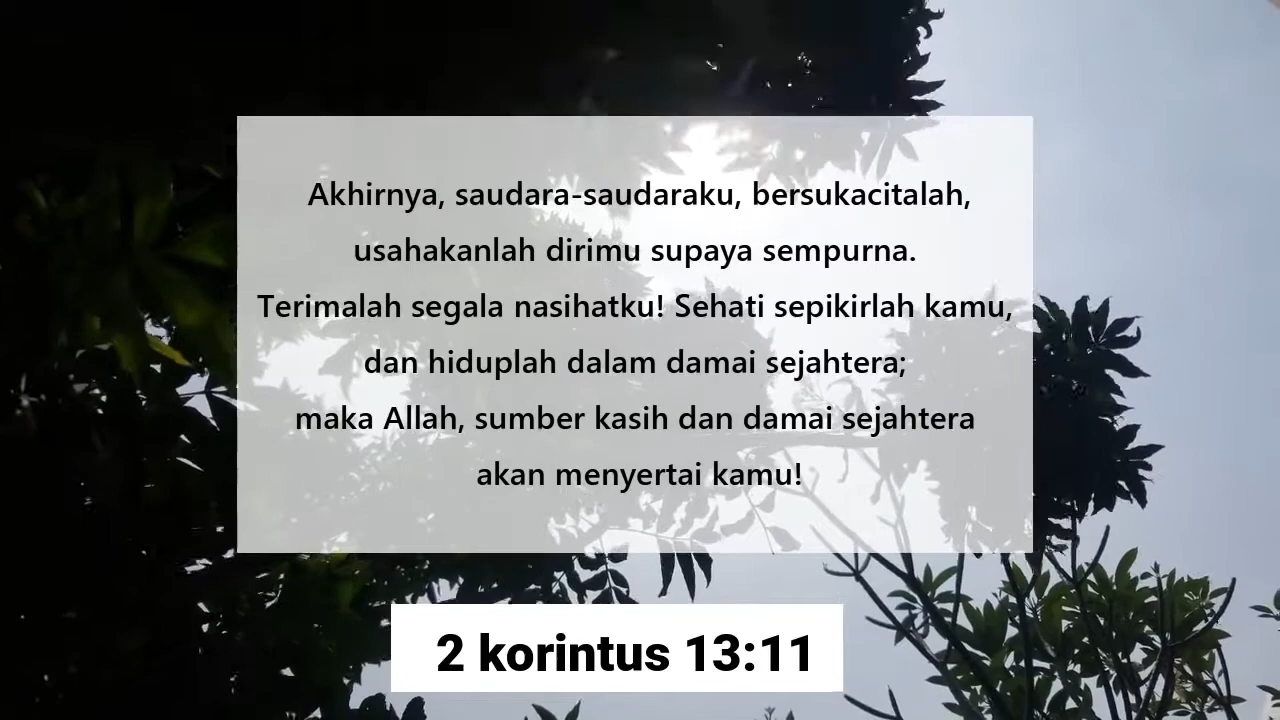 Akhirnya, saudara-saudaraku, bersukacitalah,
usahakanlah dirimu supaya sempurna.
Terimalah segala nasihatku! Sehati sepikirlah kamu,
dan hiduplah dalam damai sejahtera;
maka Allah, sumber kasih dan damai sejahtera
akan menyertai kamu!
2 korintus 13:11